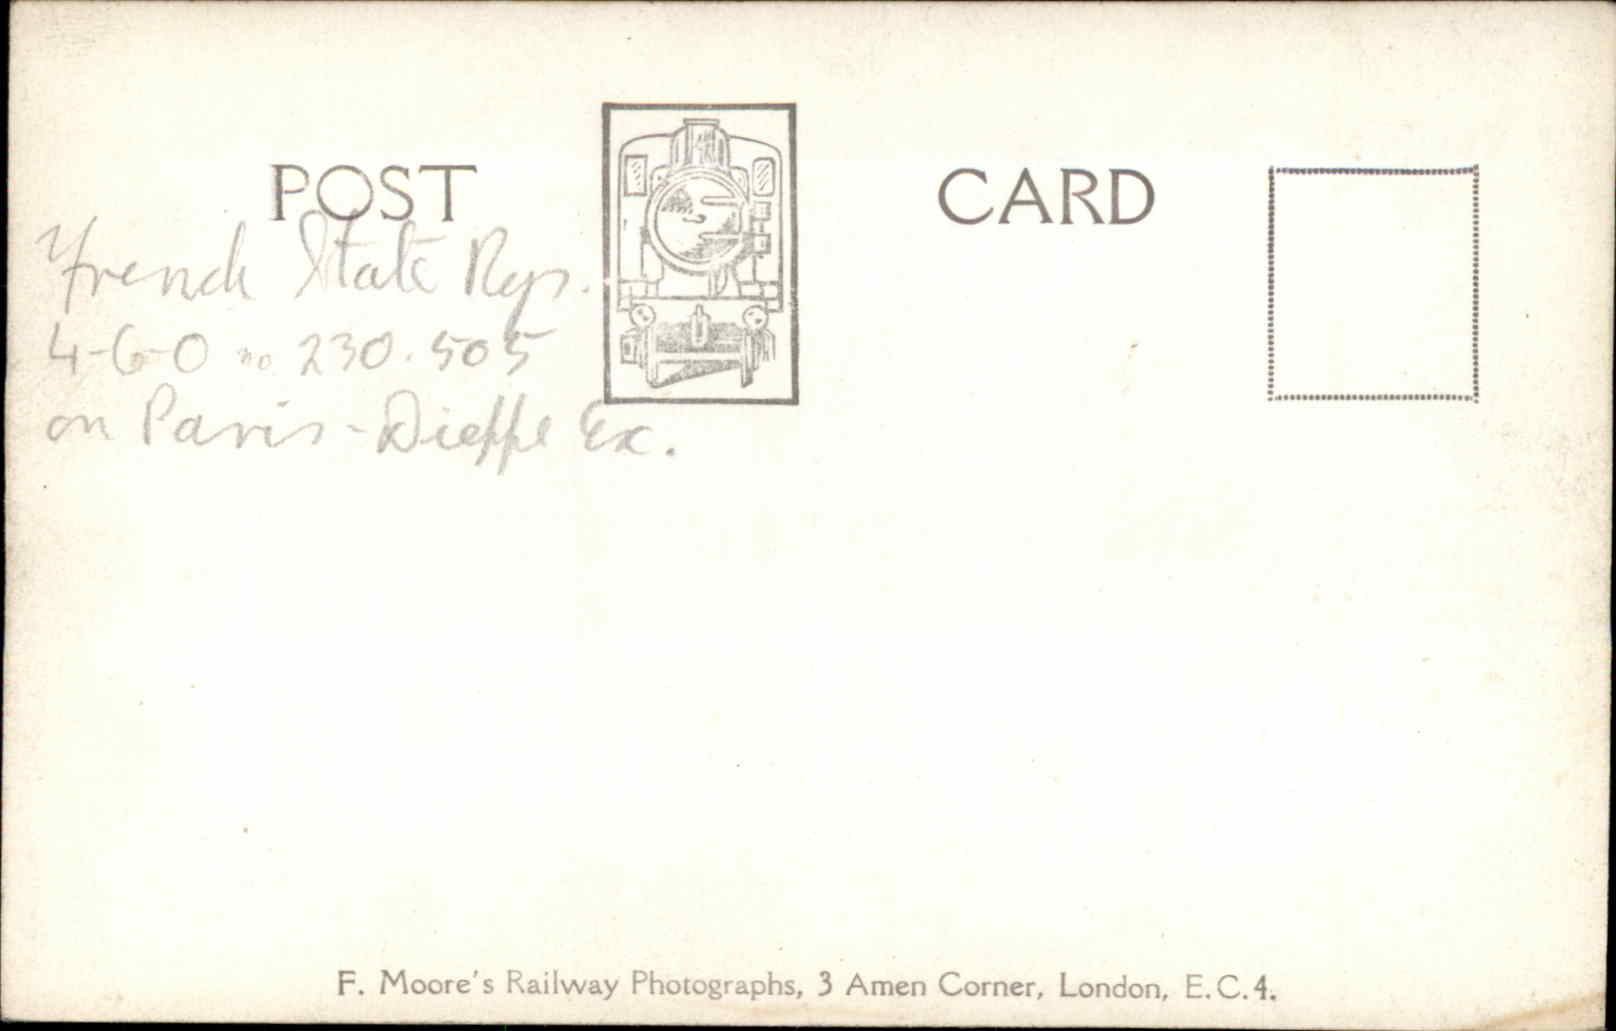 POST CARD
French State Rys.
4-6-0 no 230.505
on Paris-Dieppe Ex.
F. Moore's Railway Photographs, 3 Amen Corner, London, E.C.4.